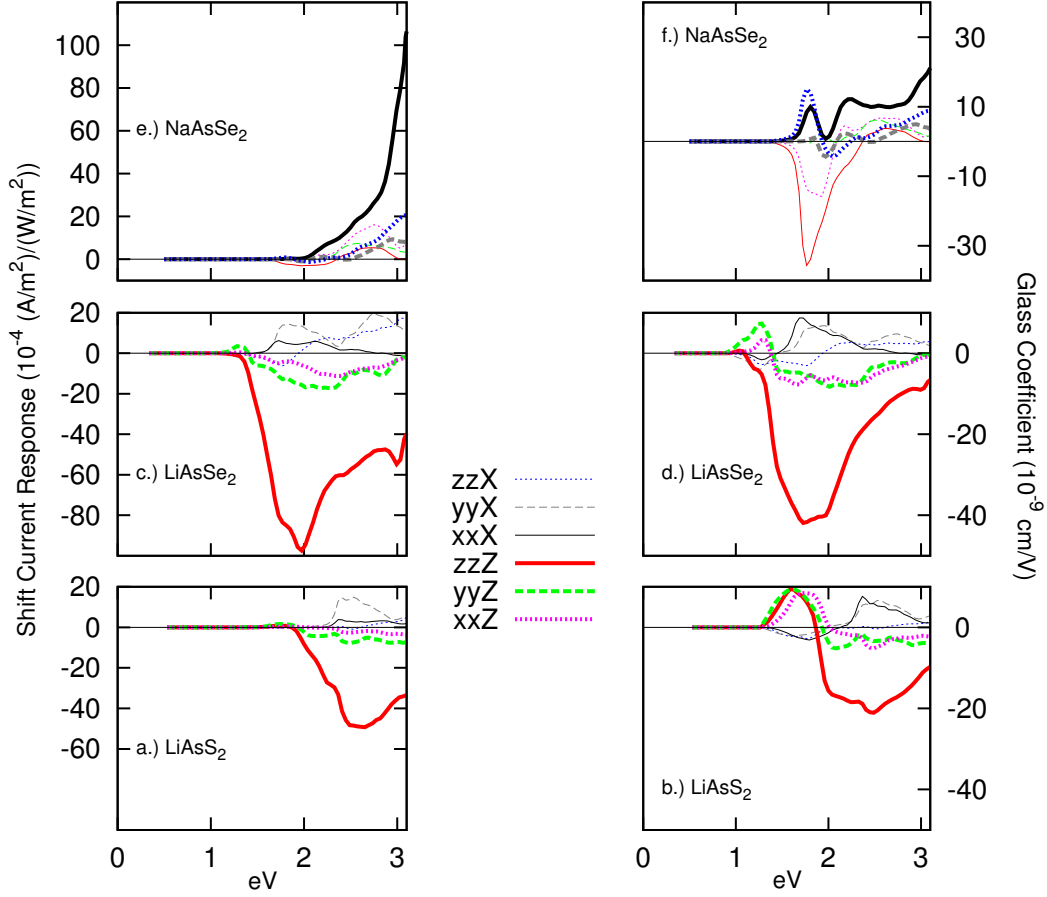 Shift Current Response (10-4 (A/m2)/(W/m2))
100
80
60
40
20
0
e.) NaAsSe2
20
0
-20
-40
-60
-80
c.) LiAsSe2
20
0
-20
-40
-60
a.) LiAsS2
0
1
2
3
eV
zzX
yyX
xxX
zzZ
yyZ
xxZ
f.) NaAsSe2
30
10
-10
-30
d.) LiAsSe2
0
-20
-40
b.) LiAsS2
0
-20
-40
0
1
2
3
eV
Glass Coefficient (10-9 cm/V)